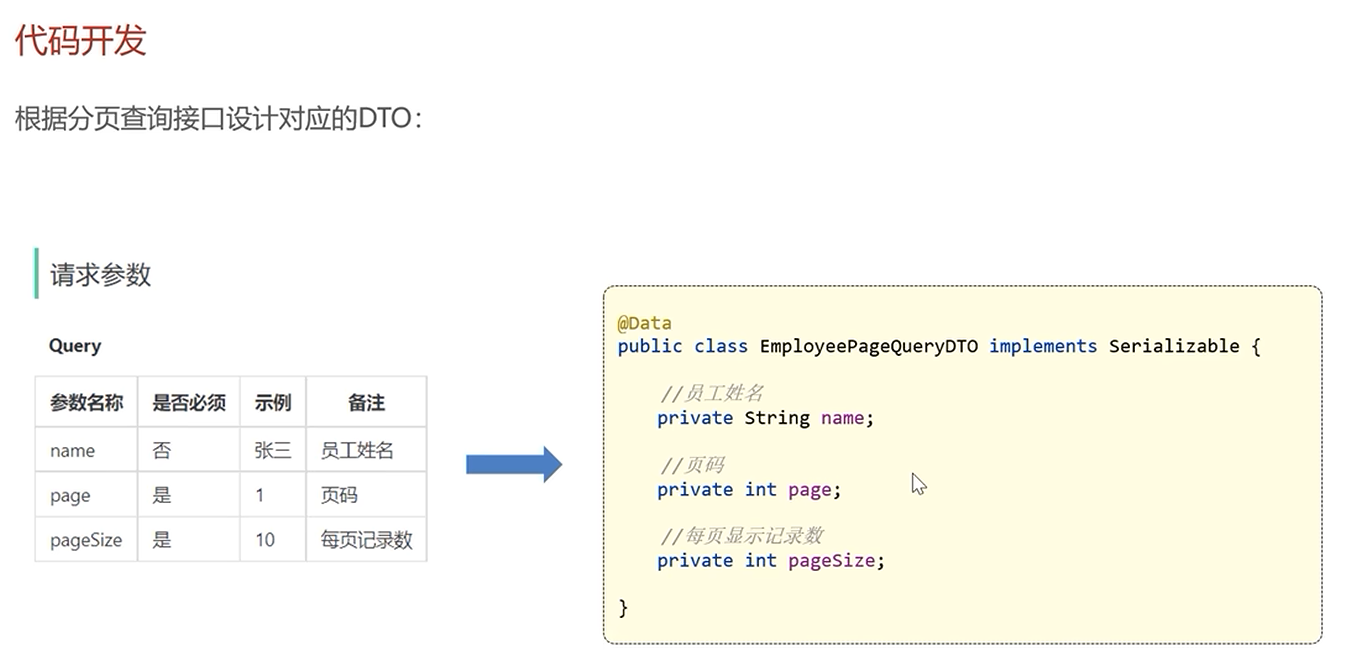 代码开发
根据分页查询接口设计对应的DTO：
请求参数
Query
参数名称 是否必须 示例 备注
name 否 张三 员工姓名
page 是 1 页码
pageSize 是 10 每页记录数
@Data
public class EmployeePageQueryDTO implements Serializable {
//员工姓名
private String name;
//页码
private int page;
//每页显示记录数
private int pageSize;
}